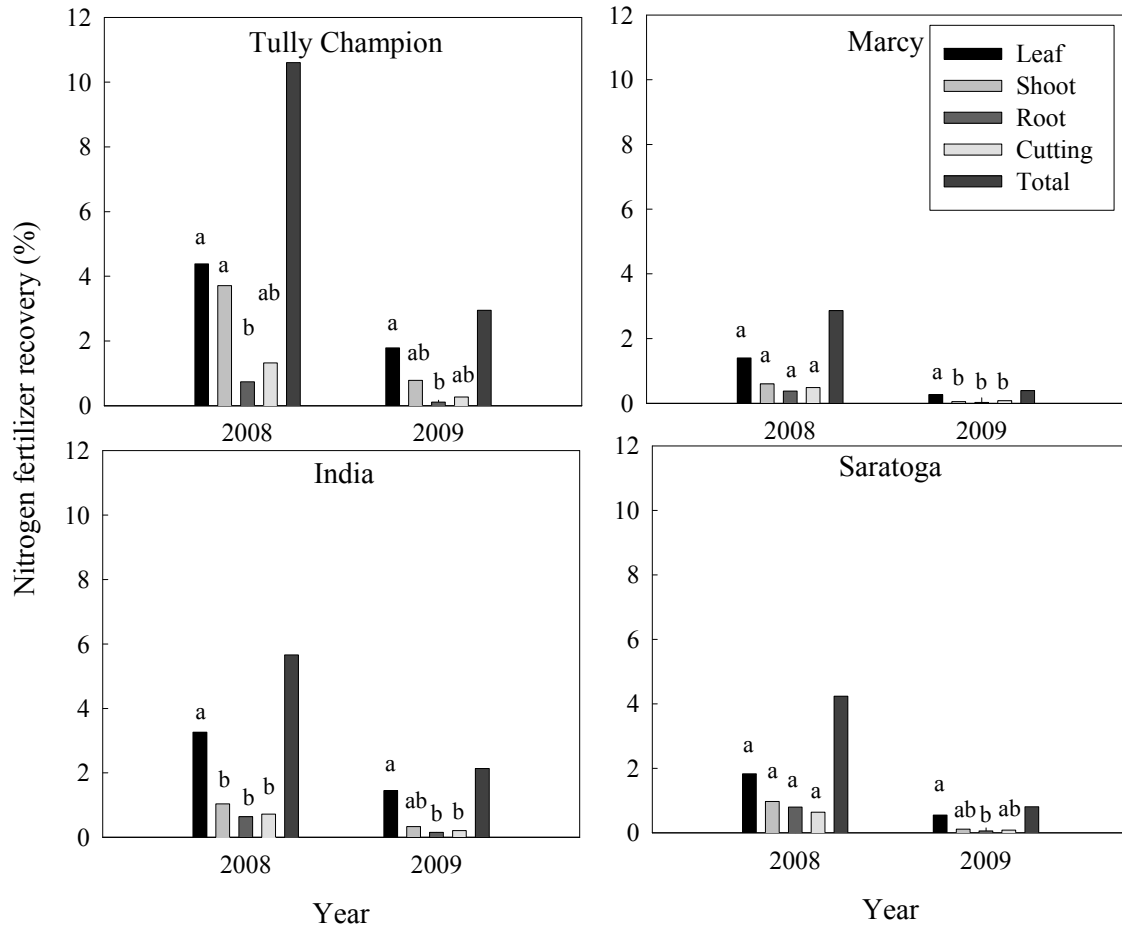 Nitrogen fertilizer recovery (%)
Tully Champion
12
10
8
6
4
2
0
a
a
b
ab
a
ab
b
ab
2008
2009
Marcy
12
10
8
6
4
2
0
Leaf
Shoot
Root
Cutting
Total
a
a
a
a
a
b
b
b
2008
2009
India
12
10
8
6
4
2
0
a
b
b
b
a
ab
b
b
2008
2009
Year
Saratoga
12
10
8
6
4
2
0
a
a
a
a
a
ab
b
ab
2008
2009
Year